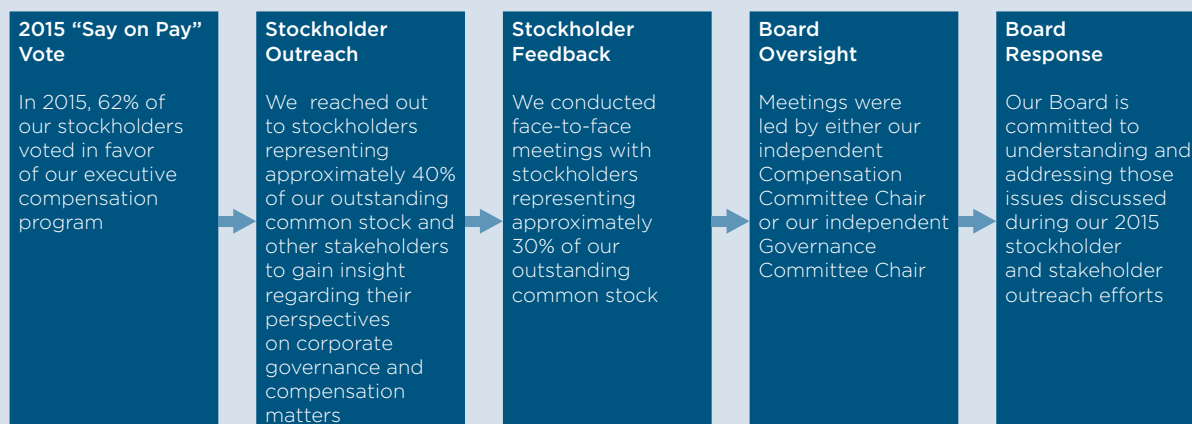 2015 “Say on Pay”
Vote
In 2015, 62% of
our stockholders
voted in favor
of our executive
compensation
program
Stockholder
Outreach
We reached out
to stockholders
representing
approximately 40%
of our outstanding
common stock and
other stakeholders
to gain insight
regarding their
perspectives
on corporate
governance and
compensation
matters
Stockholder
Feedback
We conducted
face-to-face
meetings with
stockholders
representing
approximately
30% of our
outstanding
common stock
Board
Oversight
Meetings were
led by either our
independent
Compensation
Committee Chair
or our independent
Governance
Committee Chair
Board
Response
Our Board is
committed to
understanding and
addressing those
issues discussed
during our 2015
stockholder
and stakeholder
outreach efforts